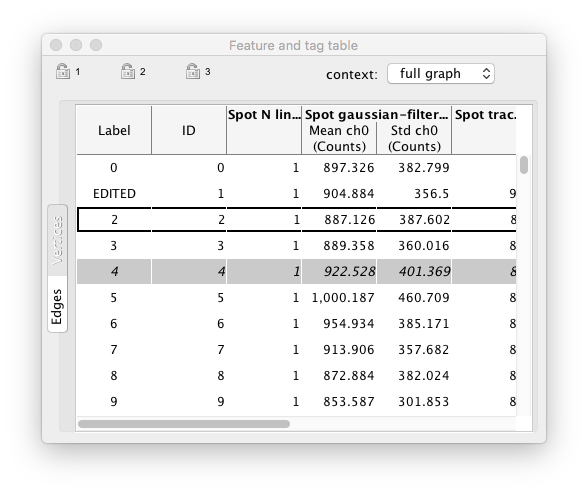 Feature and tag table
1 2 3 context: full graph
Spot N lin... Spot gaussian-filter... Spot trac.
Label ID Mean ch0 Std ch0
(Counts) (Counts)
0 0 1 897.326 382.799
EDITED 1 1 904.884 356.5 9
2 2 1 887.126 387.602 8
3 3 1 889.358 360.016 8
4 4 1 922.528 401.369 8
5 5 1 1,000.187 460.709 8
6 6 1 954.934 385.171 8
7 7 1 913.906 357.682 8
8 8 1 872.884 382.024 8
9 9 1 853.587 301.853 8
Vertices
Edges